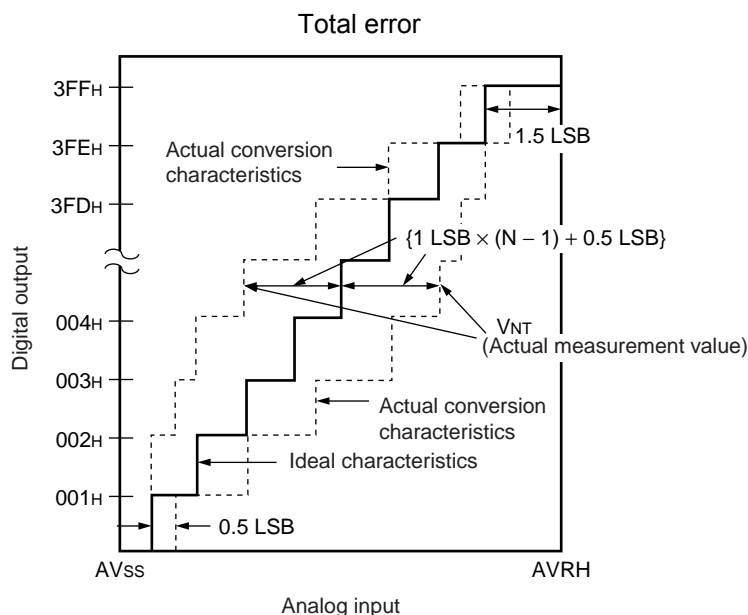 Total error
3FFH
3FEH
3FDH
004H
003H
002H
001H
Digital output
Actual conversion
characteristics
1.5 LSB
{1 LSB × (N − 1) + 0.5 LSB}
VNT
(Actual measurement value)
Actual conversion
characteristics
Ideal characteristics
0.5 LSB
AVSS
AVRH
Analog input